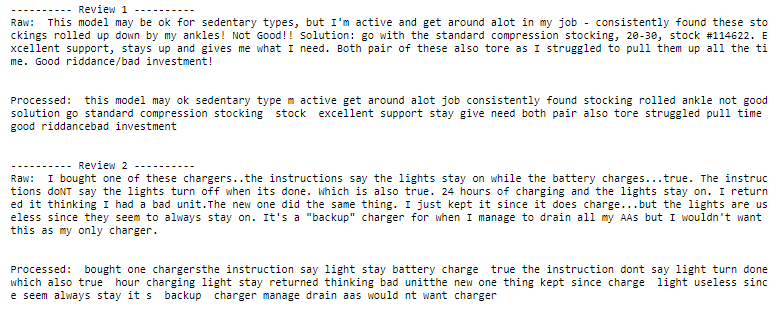 ---------- Review 1 ----------
Raw:  This model may be ok for sedentary types, but I'm active and get around alot in my job - consistently found these sto
ckings rolled up down by my ankles! Not Good!! Solution: go with the standard compression stocking, 20-30, stock #114622. E
xcellent support, stays up and gives me what I need. Both pair of these also tore as I struggled to pull them up all the ti
me. Good riddance/bad investment!
Processed:  this model may ok sedentary type m active get around alot job consistently found stocking rolled ankle not good
solution go standard compression stocking  stock  excellent support stay give need both pair also tore struggled pull time
good riddancebad investment
---------- Review 2 ----------
Raw:  I bought one of these chargers..the instructions say the lights stay on while the battery charges...true. The instruc
tions doNT say the lights turn off when its done. Which is also true. 24 hours of charging and the lights stay on. I return
ed it thinking I had a bad unit.The new one did the same thing. I just kept it since it does charge...but the lights are us
eless since they seem to always stay on. It's a "backup" charger for when I manage to drain all my AAs but I wouldn't want
this as my only charger.
Processed:  bought one chargersthe instruction say light stay battery charge  true the instruction dont say light turn done
which also true  hour charging light stay returned thinking bad unitthe new one thing kept since charge  light useless sinc
e seem always stay it s  backup  charger manage drain aas would nt want charger